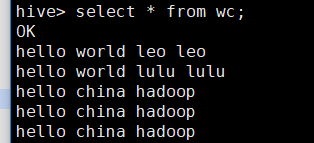 hive> select * from wc;
OK
hello world leo leo
hello world lulu lulu
hello china hadoop
hello china hadoop
hello china hadoop